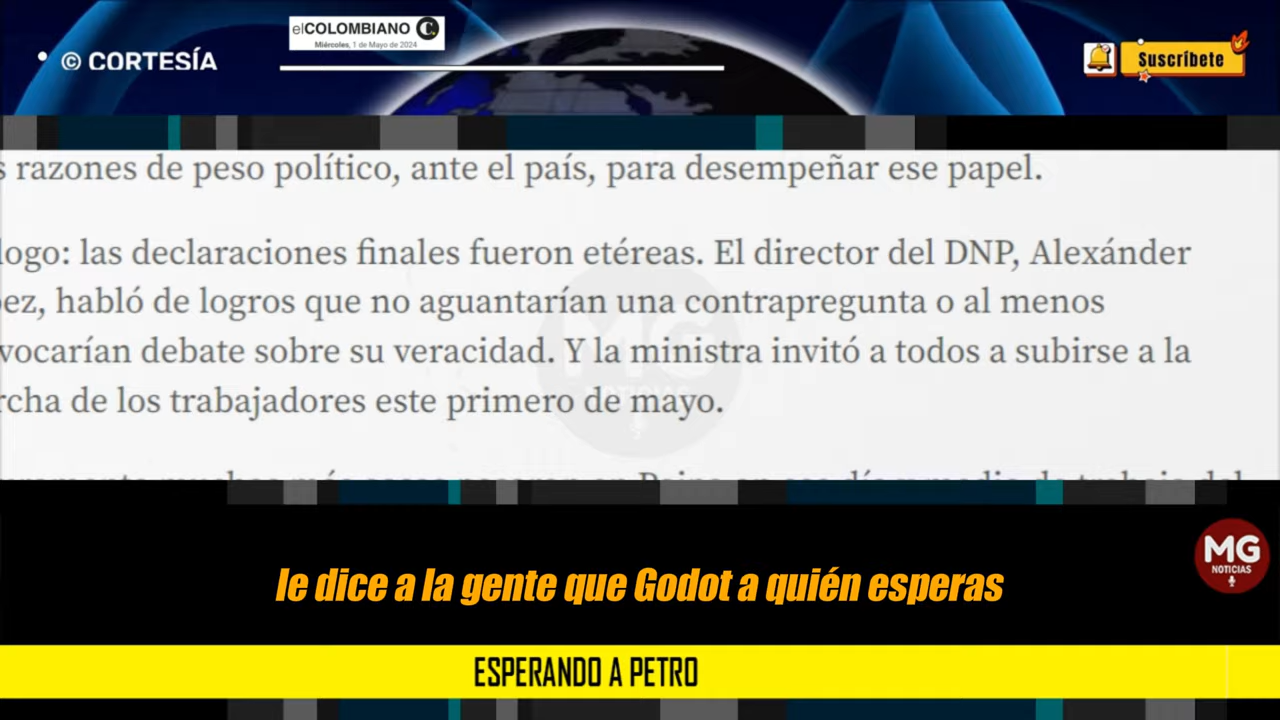 elCOLOMBIANO C
Miércoles, 1 de Mayo de 2024
© CORTESÍA
Suscríbete
razones de peso político, ante el país, para desempeñar ese papel.
logo: las declaraciones finales fueron etéreas. El director del DNP, Alexánder
ez, habló de logros que no aguantarían una contrapregunta o al menos
vocarían debate sobre su veracidad. Y la ministra invitó a todos a subirse a la
rcha de los trabajadores este primero de mayo.
MG
NOTICIAS
le dice a la gente que Godot a quién esperas
MG
NOTICIAS
ESPERANDO A PETRO